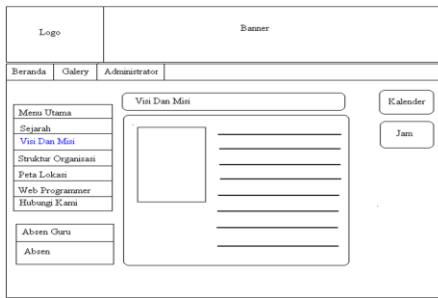 Logo
Banner
Beranda Galery Administrator
Menu Utama
Sejarah
Visi Dan Misi
Struktur Organisasi
Peta Lokasi
Web Programmer
Hubungi Kami
Absen Guru
Absen
Visi Dan Misi
Kalender
Jam